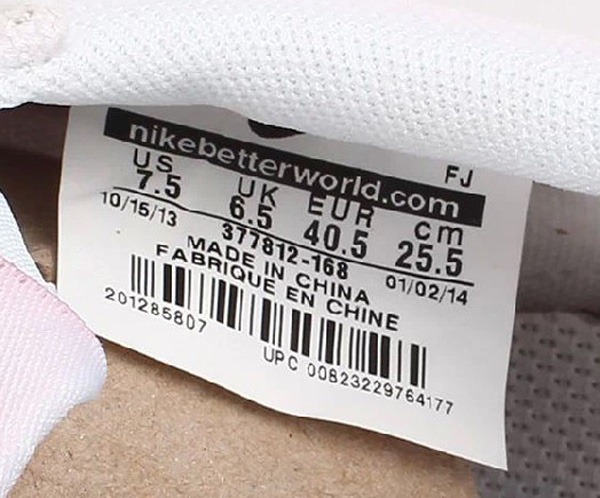 nikebetterworld.com
FJ
US UK EUR cm
7.5 6.5 40.5 25.5
10/15/13 377812-168 01/02/14
MADE IN CHINA
FABRIQUE EN CHINE
201285807
UPC 00823229764177